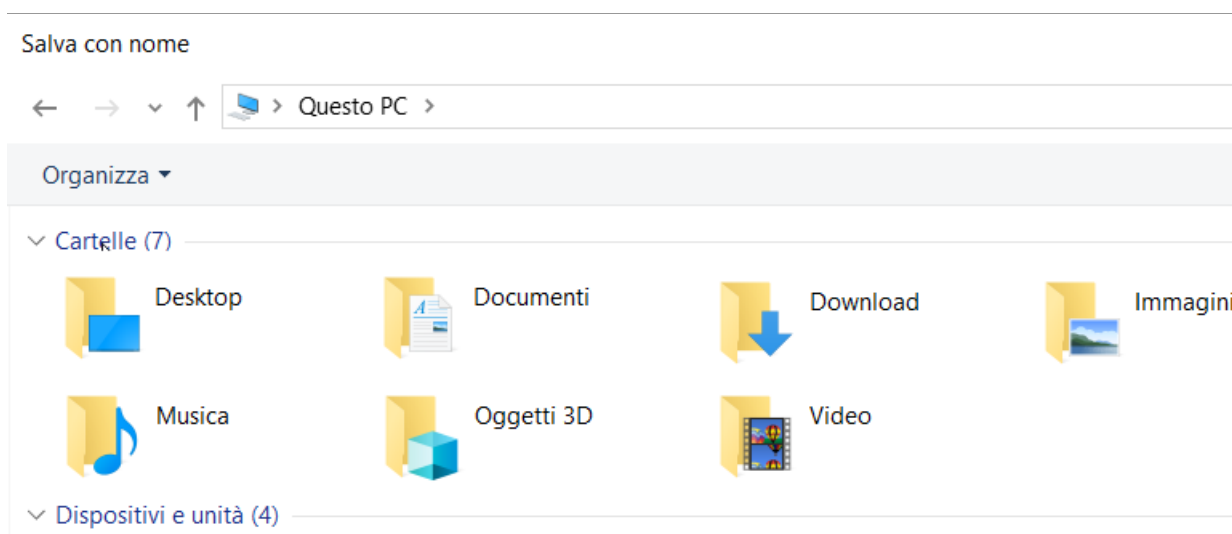 Salva con nome
Questo PC
Organizza
Cartelle (7)
Desktop Documenti Download Immagini
Musica Oggetti 3D Video
Dispositivi e unità (4)